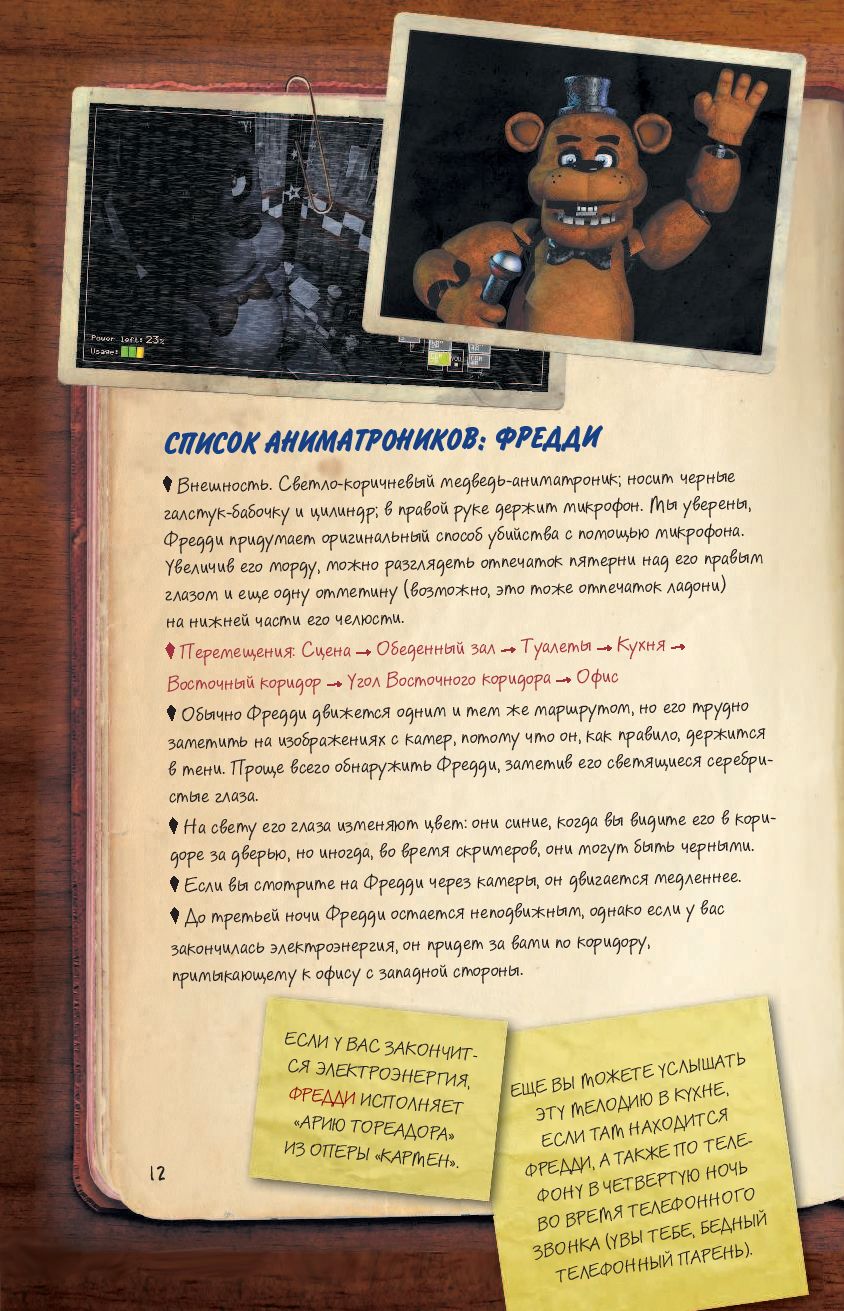 Power left: 23%
Usage:
YOU
СПИСОК АНИМАТРОНИКОВ: ФРЕДДИ
Внешность. Светло-коричневый медведь-аниматроник; носит черные
галстук-бабочку и цилиндр; в правой руке держит микрофон. Мы уверены,
Фредди придумает оригинальный способ убийства с помощью микрофона.
Увеличив его морду, можно разглядеть отпечаток пятерни над его правым
глазом и еще одну отметину (возможно, это тоже отпечаток ладони)
на нижней части его челюсти.
Перемещения: Сцена → Обеденный зал → Туалеты → Кухня →
Восточный коридор → Угол Восточного коридора → Офис
Обычно Фредди движется одним и тем же маршрутом, но его трудно
заметить на изображениях с камер, потому что он, как правило, держится
в тени. Проще всего обнаружить Фредди, заметив его светящиеся серебри-
стые глаза.
На свету его глаза изменяют цвет: они синие, когда вы видите его в кори-
доре за дверью, но иногда, во время скримеров, они могут быть черными.
Если вы смотрите на Фредди через камеры, он двигается медленнее.
До третьей ночи Фредди остается неподвижным, однако если у вас
закончилась электроэнергия, он придет за вами по коридору,
примыкающему к офису с западной стороны.
ЕСЛИ У ВАС ЗАКОНЧИТ-
СЯ ЭЛЕКТРОЭНЕРГИЯ,
ФРЕДДИ ИСПОЛНЯЕТ
«АРИЮ ТОРЕАДОРА»
ИЗ ОПЕРЫ «КАРМЕН».
ЕЩЕ ВЫ МОЖЕТЕ УСЛЫШАТЬ
ЭТУ МЕЛОДИЮ В КУХНЕ,
ЕСЛИ ТАМ НАХОДИТСЯ
ФРЕДДИ, А ТАКЖЕ ПО ТЕЛЕ-
ФОНУ В ЧЕТВЕРТУЮ НОЧЬ
ВО ВРЕМЯ ТЕЛЕФОННОГО
ЗВОНКА (УВЫ ТЕБЕ, БЕДНЫЙ
ТЕЛЕФОННЫЙ ПАРЕНЬ).
12